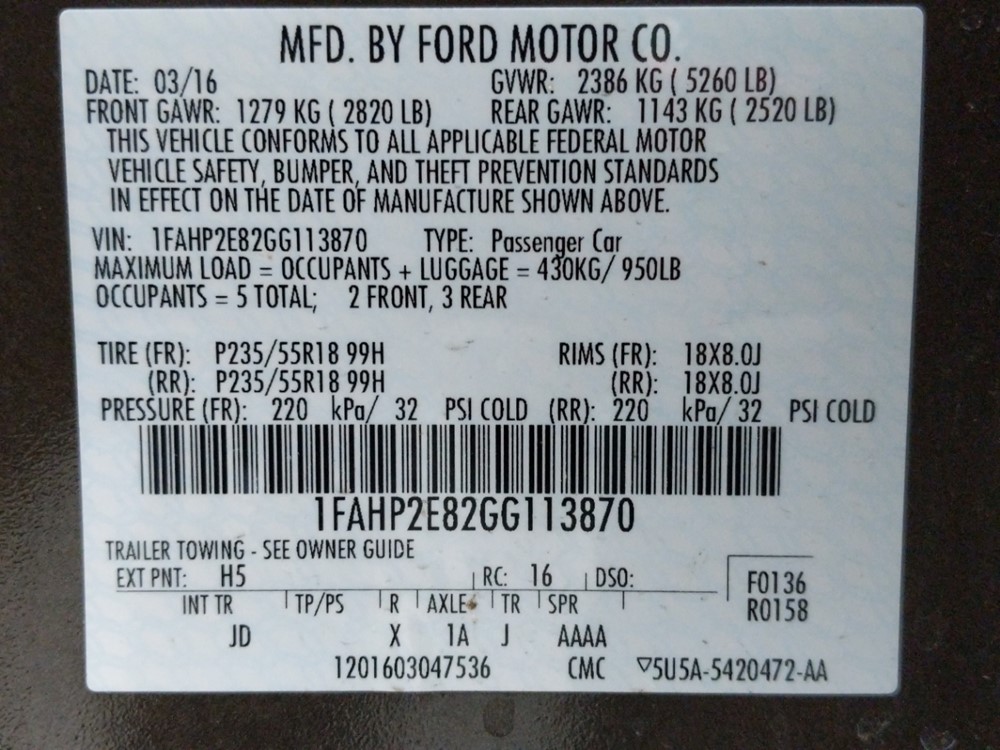 MFD. BY FORD MOTOR CO.
DATE: 03/16 GVWR: 2386 KG ( 5260 LB)
FRONT GAWR: 1279 KG ( 2820 LB) REAR GAWR: 1143 KG ( 2520 LB)
THIS VEHICLE CONFORMS TO ALL APPLICABLE FEDERAL MOTOR
VEHICLE SAFETY, BUMPER, AND THEFT PREVENTION STANDARDS
IN EFFECT ON THE DATE OF MANUFACTURE SHOWN ABOVE.
VIN: 1FAHP2E82GG113870 TYPE: Passenger Car
MAXIMUM LOAD = OCCUPANTS + LUGGAGE = 430KG/ 950LB
OCCUPANTS = 5 TOTAL; 2 FRONT, 3 REAR
TIRE (FR): P235/55R18 99H RIMS (FR): 18X8.0J
(RR): P235/55R18 99H (RR): 18X8.0J
PRESSURE (FR): 220 kPa/ 32 PSI COLD (RR): 220 kPa/ 32 PSI COLD
1FAHP2E82GG113870
TRAILER TOWING - SEE OWNER GUIDE
EXT PNT: H5 RC: 16 DSO: F0136
INT TR TP/PS R AXLE TR SPR R0158
JD X 1A J AAAA
1201603047536 CMC ▽5U5A-5420472-AA